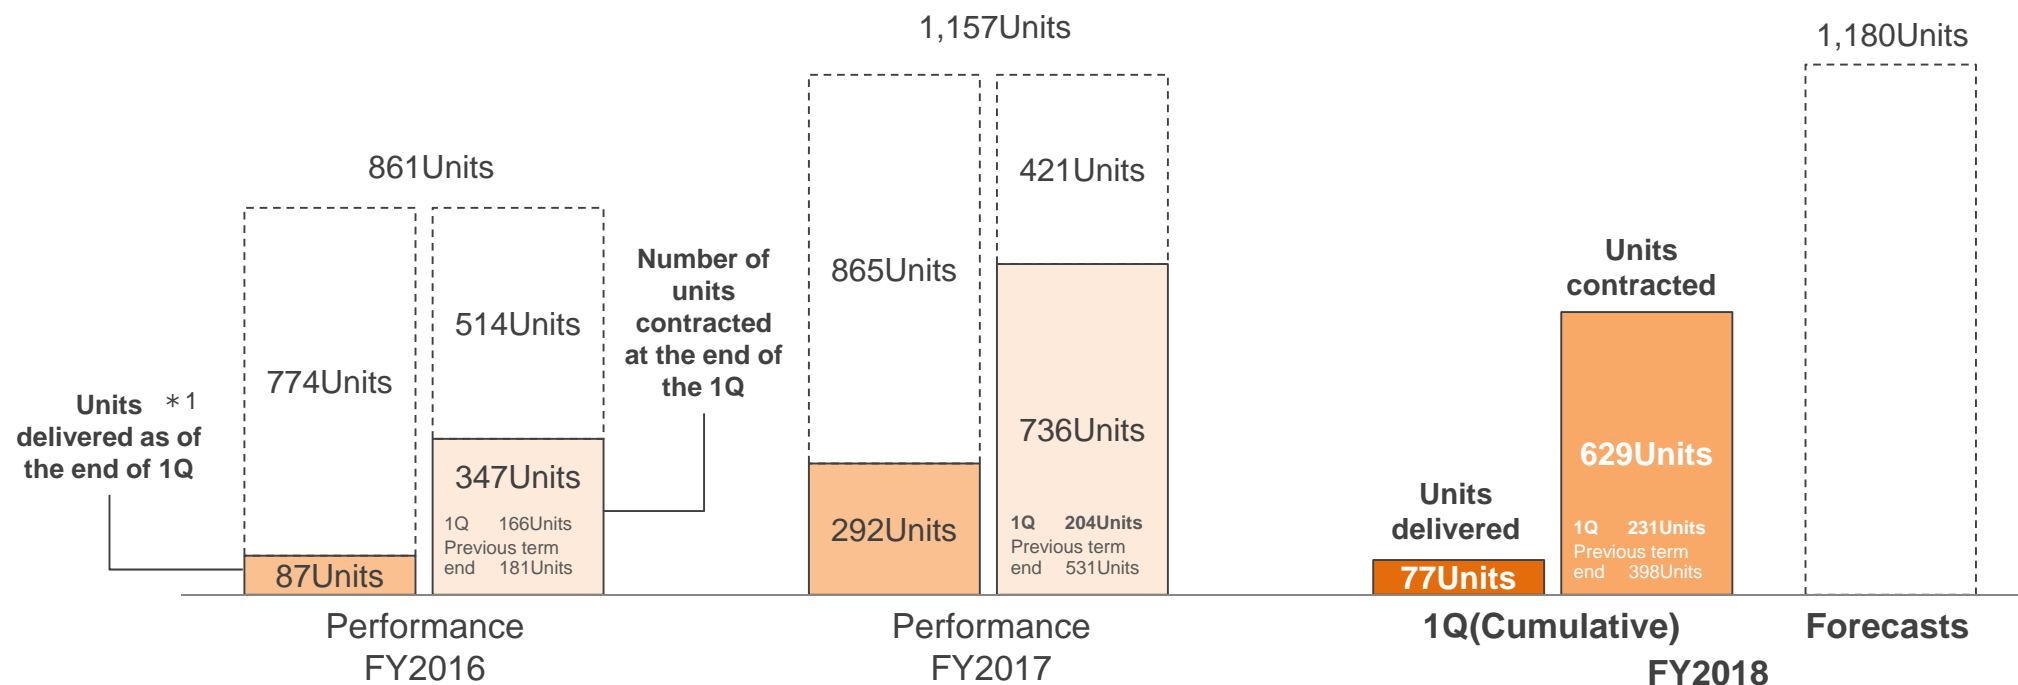 861Units
774Units
514Units
Units ＊1
delivered as of
the end of 1Q
87Units
347Units
1Q 166Units
Previous term
end 181Units
Number of
units
contracted
at the end of
the 1Q
Performance
FY2016
1,157Units
865Units
421Units
292Units
736Units
1Q 204Units
Previous term
end 531Units
Performance
FY2017
Units
delivered
77Units
Units
contracted
629Units
1Q 231Units
Previous term
end 398Units
1Q(Cumulative)
1,180Units
Forecasts
FY2018